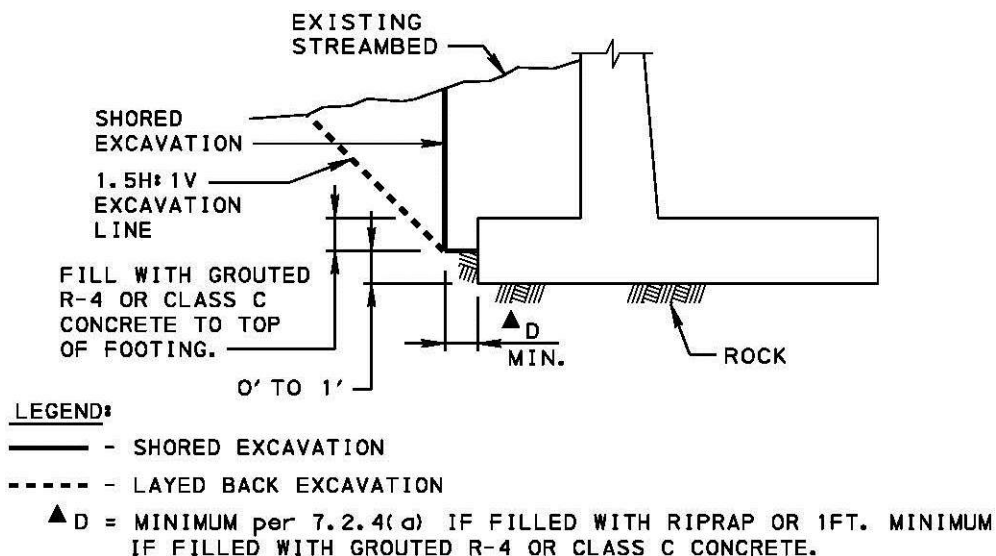 EXISTING
STREAMBED
SHORED
EXCAVATION
1.5H:1V
EXCAVATION
LINE
FILL WITH GROUTED
R-4 OR CLASS C
CONCRETE TO TOP
OF FOOTING.
0' TO 1'
▲D
MIN.
ROCK
LEGEND:
- SHORED EXCAVATION
- LAYED BACK EXCAVATION
▲D = MINIMUM per 7.2.4(a) IF FILLED WITH RIPRAP OR 1FT. MINIMUM
IF FILLED WITH GROUTED R-4 OR CLASS C CONCRETE.